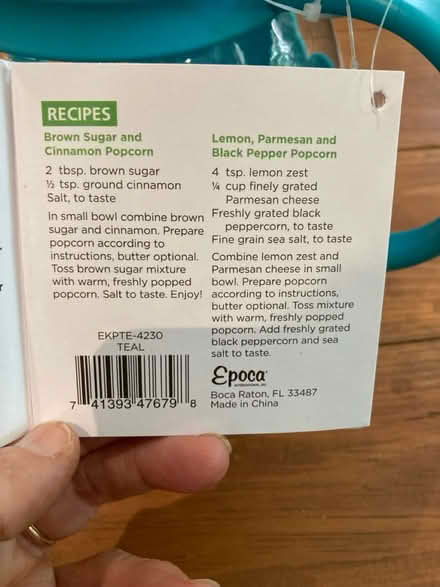 RECIPES
Brown Sugar and
Cinnamon Popcorn
2 tbsp. brown sugar
½ tsp. ground cinnamon
Salt, to taste
In small bowl combine brown
sugar and cinnamon. Prepare
popcorn according to
instructions, butter optional.
Toss brown sugar mixture
with warm, freshly popped
popcorn. Salt to taste. Enjoy!
EKPTE-4230
TEAL
7 41393 47679 8
Lemon, Parmesan and
Black Pepper Popcorn
4 tsp. lemon zest
¼ cup finely grated
Parmesan cheese
Freshly grated black
peppercorn, to taste
Fine grain sea salt, to taste
Combine lemon zest and
Parmesan cheese in small
bowl. Prepare popcorn
according to instructions,
butter optional. Toss mixture
with warm, freshly popped
popcorn. Add freshly grated
black peppercorn and sea
salt to taste.
Epoca®
INTERNATIONAL, INC.
Boca Raton, FL 33487
Made in China